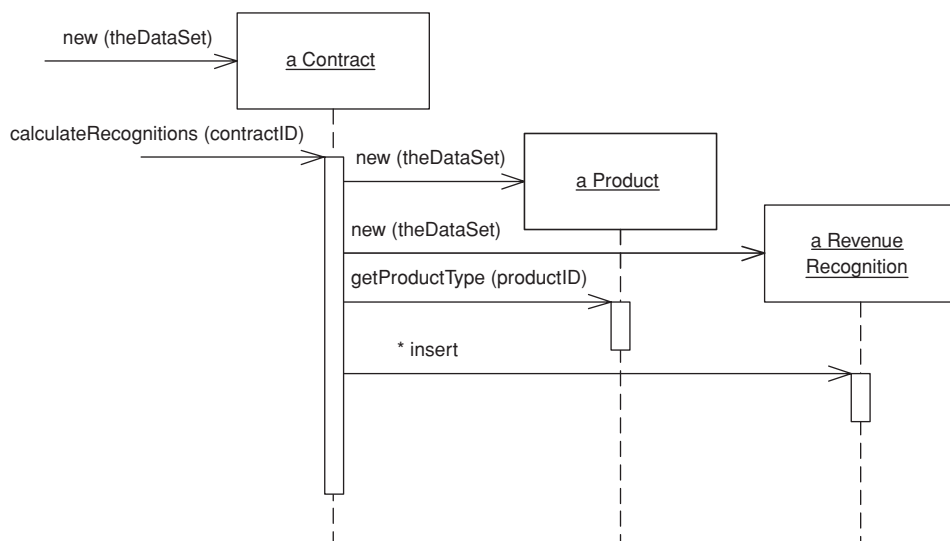 new (theDataSet)
a Contract
calculateRecognitions (contractID)
new (theDataSet)
a Product
new (theDataSet)
a Revenue
Recognition
getProductType (productID)
* insert